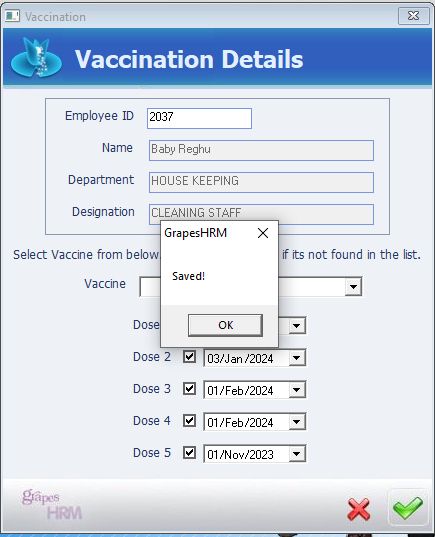 Vaccination
Vaccination Details
Employee ID 2037
Name Baby Reghu
Department HOUSE KEEPING
Designation CLEANING STAFF
GrapesHRM
Saved!
OK
Select Vaccine from below. if its not found in the list.
Vaccine
Dose
Dose 2 03/Jan/2024
Dose 3 01/Feb/2024
Dose 4 01/Feb/2024
Dose 5 01/Nov/2023
grapes
HRM